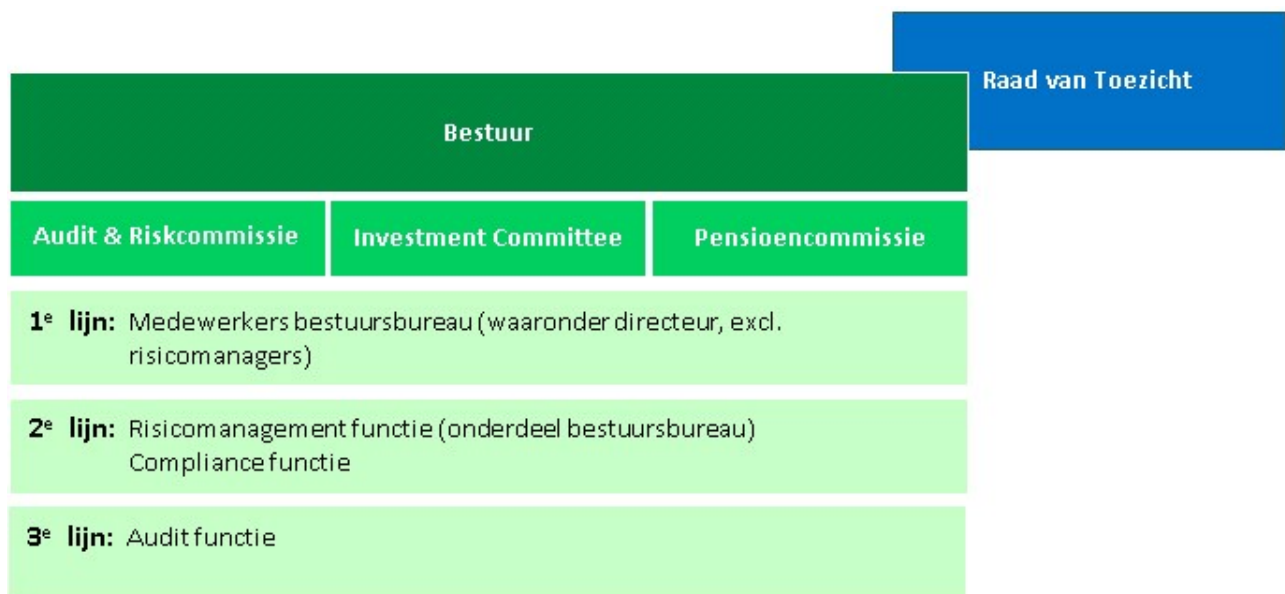 Raad van Toezicht
Bestuur
Audit & Riskcommissie
Investment Committee
Pensioencommissie
1e lijn: Medewerkers bestuursbureau (waaronder directeur, excl.
risicomanagers)
2e lijn: Risicomanagement functie (onderdeel bestuursbureau)
Compliance functie
3e lijn: Audit functie